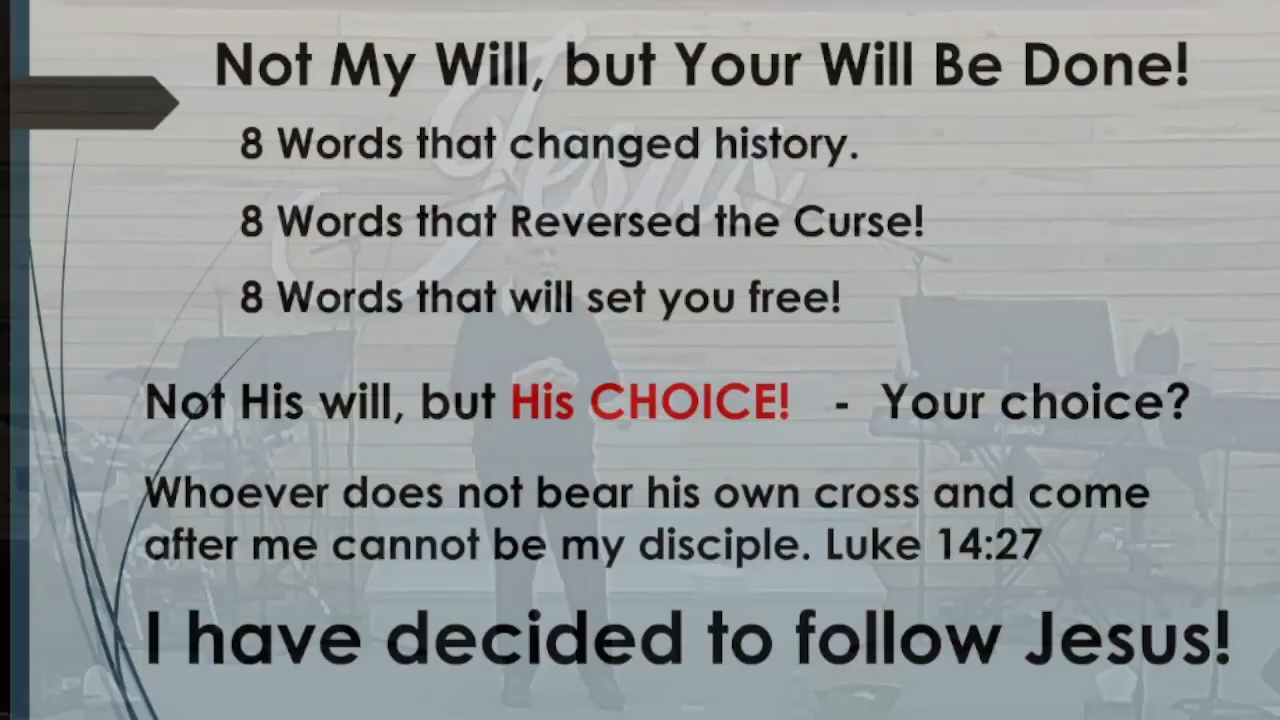 Not My Will, but Your Will Be Done!
8 Words that changed history.
Jesus
8 Words that Reversed the Curse!
8 Words that will set you free!
Not His will, but His CHOICE! - Your choice?
Whoever does not bear his own cross and come
after me cannot be my disciple. Luke 14:27
I have decided to follow Jesus!